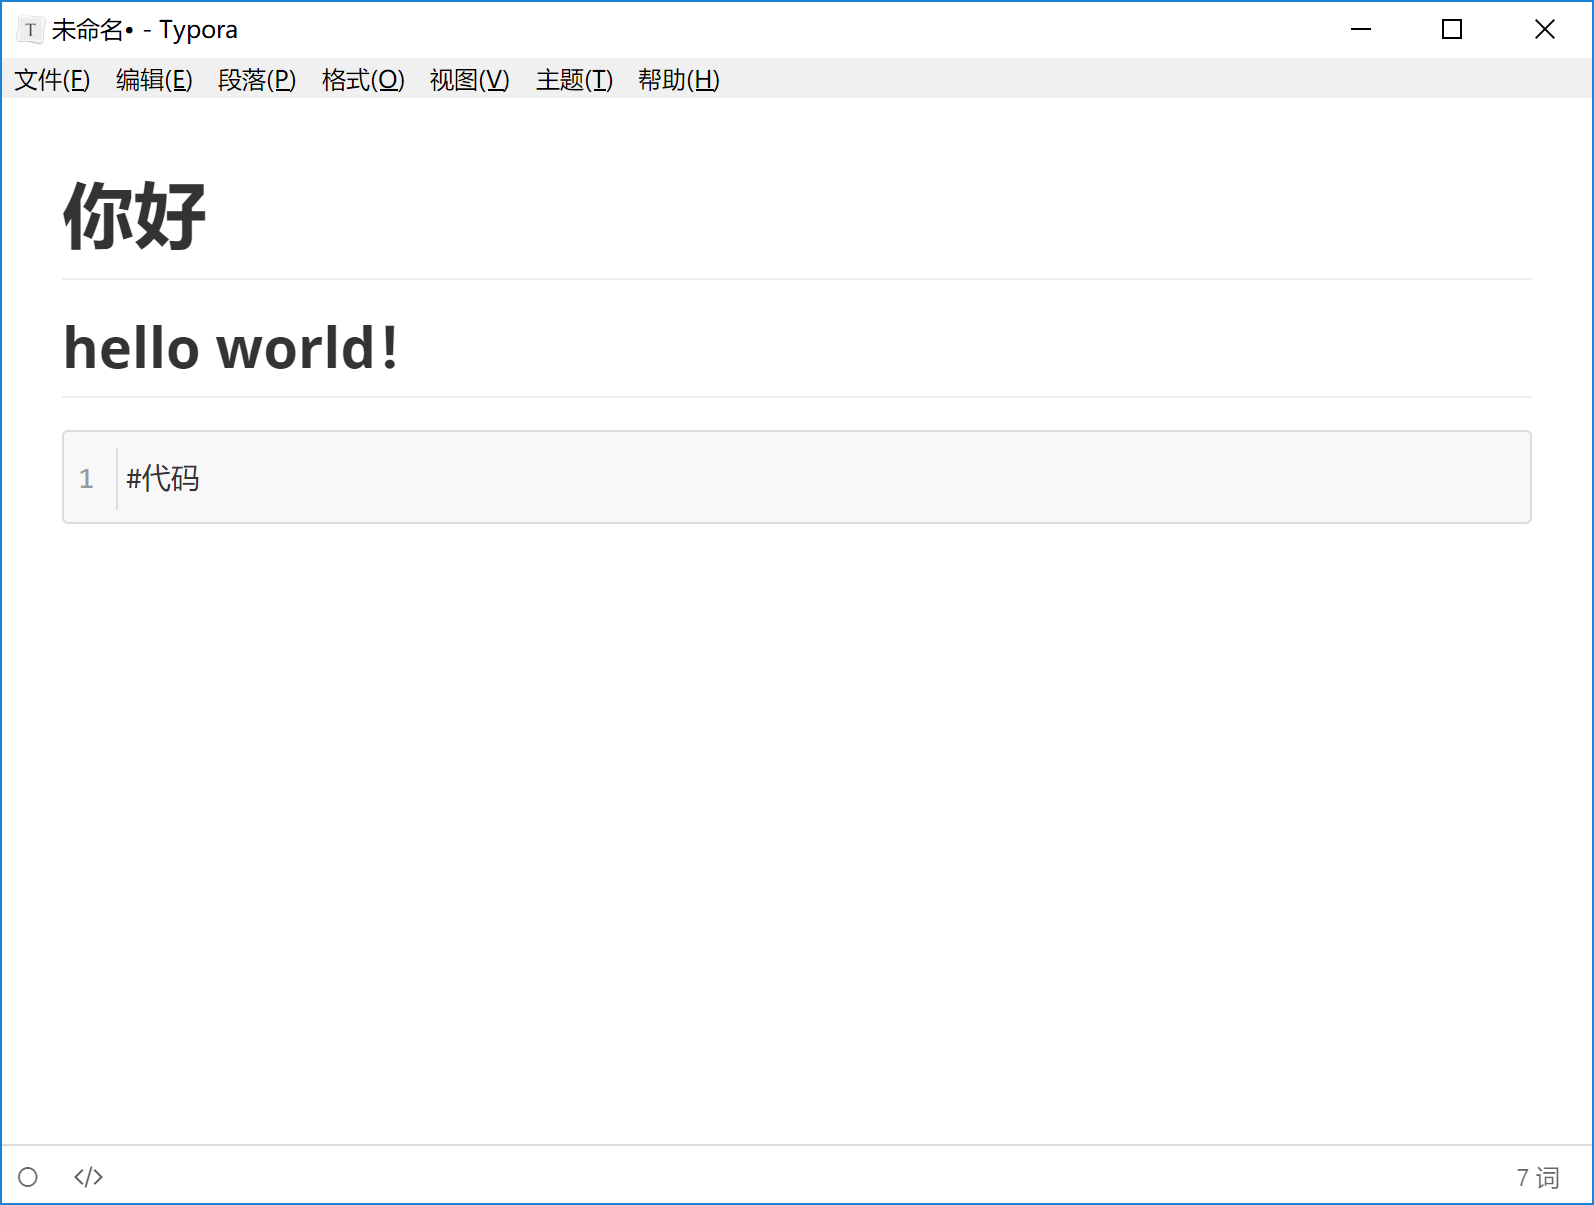 T 未命名• - Typora
文件(F) 编辑(E) 段落(P) 格式(O) 视图(V) 主题(T) 帮助(H)
你好
hello world！
1 #代码
</> 7 词